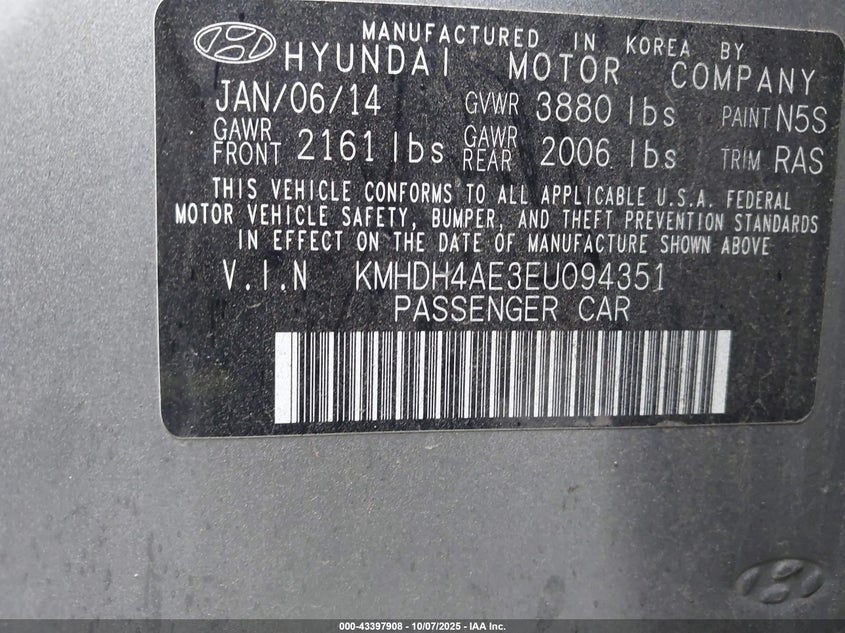 MANUFACTURED IN KOREA BY
HYUNDAI MOTOR COMPANY
JAN/06/14 GVWR 3880 lbs PAINT N5S
GAWR FRONT 2161 lbs GAWR REAR 2006 lbs TRIM RAS
THIS VEHICLE CONFORMS TO ALL APPLICABLE U.S.A. FEDERAL
MOTOR VEHICLE SAFETY, BUMPER, AND THEFT PREVENTION STANDARDS
IN EFFECT ON THE DATE OF MANUFACTURE SHOWN ABOVE
V.I.N KMHDH4AE3EU094351
PASSENGER CAR
000-43397908 - 10/07/2025 - IAA Inc.